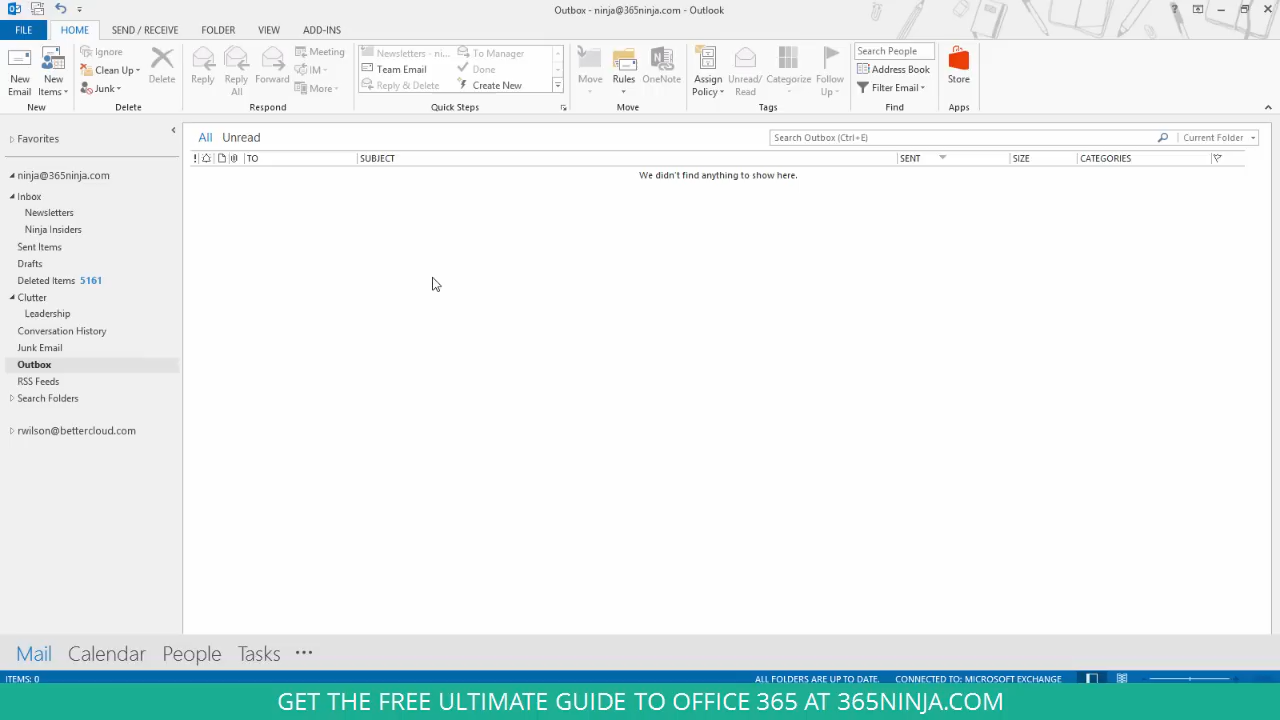 Outbox - ninja@365ninja.com - Outlook
FILE HOME SEND / RECEIVE FOLDER VIEW ADD-INS
New Email
New Items
New
Ignore
Clean Up
Junk
Delete
Delete
Reply
Reply All
Forward
Meeting
IM
More
Respond
Newsletters - ni...
Team Email
Reply & Delete
To Manager
Done
Create New
Quick Steps
Move
Rules
OneNote
Move
Assign Policy
Unread/ Read
Categorize
Follow Up
Tags
Search People
Address Book
Filter Email
Find
Store
Apps
Favorites
ninja@365ninja.com
Inbox
Newsletters
Ninja Insiders
Sent Items
Drafts
Deleted Items 5161
Clutter
Leadership
Conversation History
Junk Email
Outbox
RSS Feeds
Search Folders
rwilson@bettercloud.com
All Unread
Search Outbox (Ctrl+E)
Current Folder
! TO SUBJECT SENT SIZE CATEGORIES
We didn't find anything to show here.
Mail Calendar People Tasks ...
ITEMS: 0
ALL FOLDERS ARE UP TO DATE. CONNECTED TO: MICROSOFT EXCHANGE
GET THE FREE ULTIMATE GUIDE TO OFFICE 365 AT 365NINJA.COM